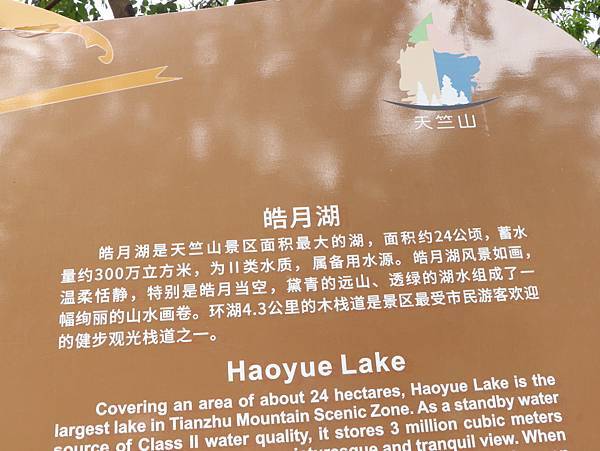 天竺山
皓月湖
皓月湖是天竺山景区面积最大的湖，面积约24公顷，蓄水
量约300万立方米，为II类水质，属备用水源。皓月湖风景如画，
温柔恬静，特别是皓月当空，黛青的远山、透绿的湖水组成了一
幅绚丽的山水画卷。环湖4.3公里的木栈道是景区最受市民游客欢迎
的健步观光栈道之一。
Haoyue Lake
Covering an area of about 24 hectares, Haoyue Lake is the
largest lake in Tianzhu Mountain Scenic Zone. As a standby water
source of Class II water quality, it stores 3 million cubic meters
picturesque and tranquil view. When